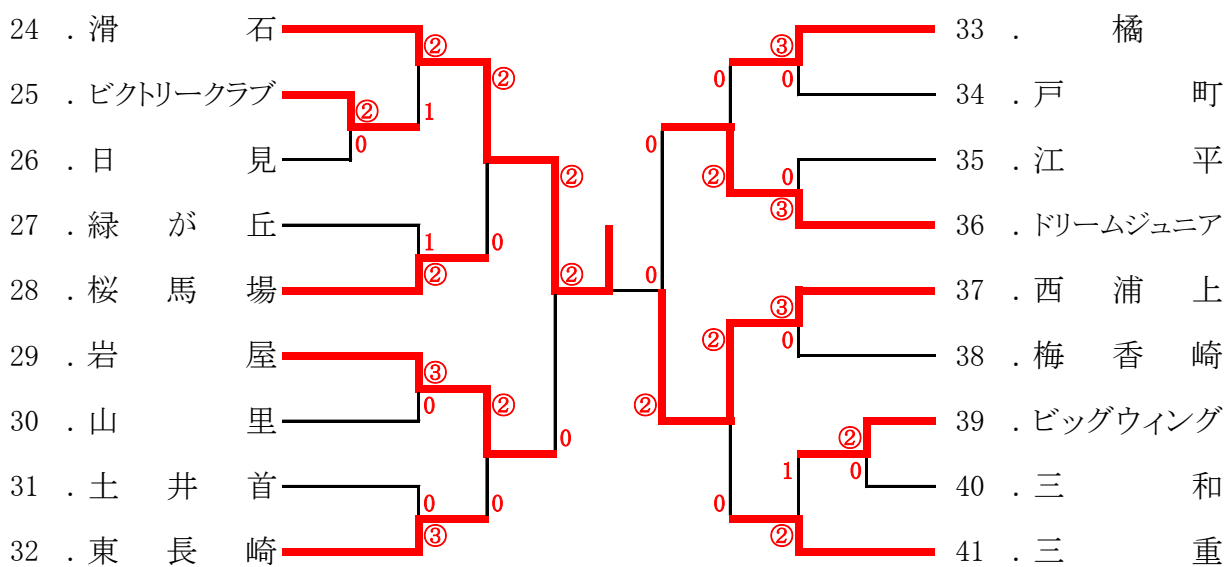 24 .滑 石
②
②
25 .ビクトリークラブ
②
1
0
26 .日 見
②
27 .緑 が 丘
1
0
②
28 .桜 馬 場
②
29 .岩 屋
③
②
0
30 .山 里
0
31 .土 井 首
0
0
③
32 .東 長 崎
33 . 橘
③
0
0
34 .戸 町
0
35 .江 平
②
0
③
36 .ドリームジュニア
0
37 .西 浦 上
③
②
0
38 .梅 香 崎
②
39 .ビッグウィング
②
1
0
40 .三 和
0
②
41 .三 重